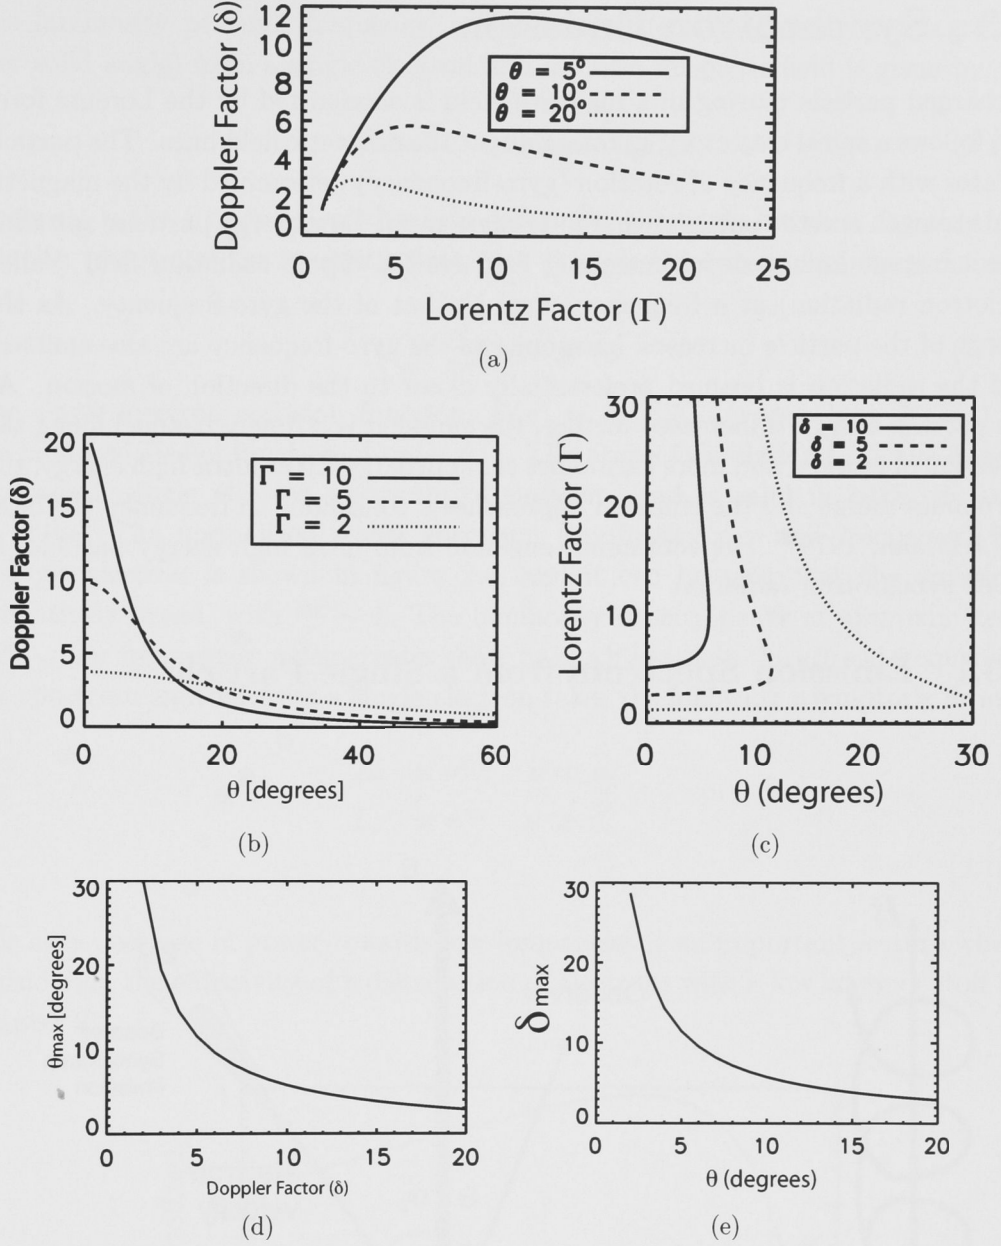 Doppler Factor (δ)
12
10
8
6
4
2
0
θ = 5°
θ = 10°
θ = 20°
0 5 10 15 20 25
Lorentz Factor (Γ)
(a)
Doppler Factor(δ)
20
15
10
5
0
Γ = 10
Γ = 5
Γ = 2
0 20 40 60
θ [degrees]
(b)
Lorentz Factor (Γ)
30
20
10
0
δ = 10
δ = 5
δ = 2
0 10 20 30
θ (degrees)
(c)
θmax [degrees]
30
20
10
0
0 5 10 15 20
Doppler Factor (δ)
(d)
δmax
30
20
10
0
0 5 10 15 20
θ (degrees)
(e)